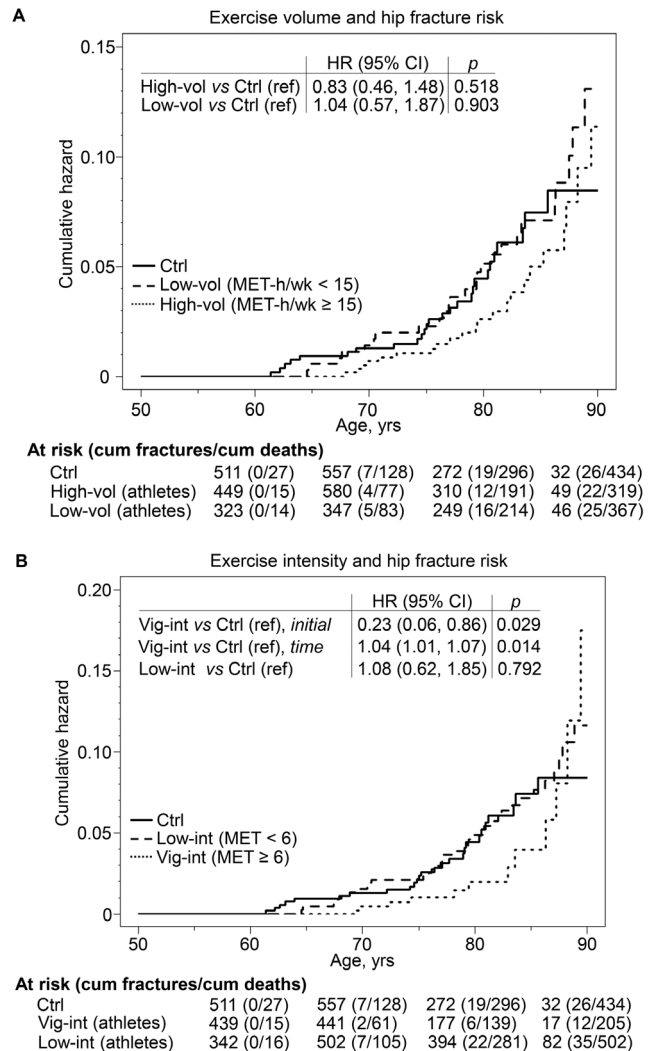 A
Exercise volume and hip fracture risk
HR (95% CI) p
High-vol vs Ctrl (ref) 0.83 (0.46, 1.48) 0.518
Low-vol vs Ctrl (ref) 1.04 (0.57, 1.87) 0.903
0.15
0.10
0.05
0
Cumulative hazard
Ctrl
Low-vol (MET-h/wk < 15)
High-vol (MET-h/wk ≥ 15)
50 60 70 80 90
Age, yrs
At risk (cum fractures/cum deaths)
Ctrl 511 (0/27) 557 (7/128) 272 (19/296) 32 (26/434)
High-vol (athletes) 449 (0/15) 580 (4/77) 310 (12/191) 49 (22/319)
Low-vol (athletes) 323 (0/14) 347 (5/83) 249 (16/214) 46 (25/367)
B
Exercise intensity and hip fracture risk
HR (95% CI) p
Vig-int vs Ctrl (ref), initial 0.23 (0.06, 0.86) 0.029
Vig-int vs Ctrl (ref), time 1.04 (1.01, 1.07) 0.014
Low-int vs Ctrl (ref) 1.08 (0.62, 1.85) 0.792
0.20
0.15
0.10
0.05
0
Cumulative hazard
Ctrl
Low-int (MET < 6)
Vig-int (MET ≥ 6)
50 60 70 80 90
Age, yrs
At risk (cum fractures/cum deaths)
Ctrl 511 (0/27) 557 (7/128) 272 (19/296) 32 (26/434)
Vig-int (athletes) 439 (0/15) 441 (2/61) 177 (6/139) 17 (12/205)
Low-int (athletes) 342 (0/16) 502 (7/105) 394 (22/281) 82 (35/502)